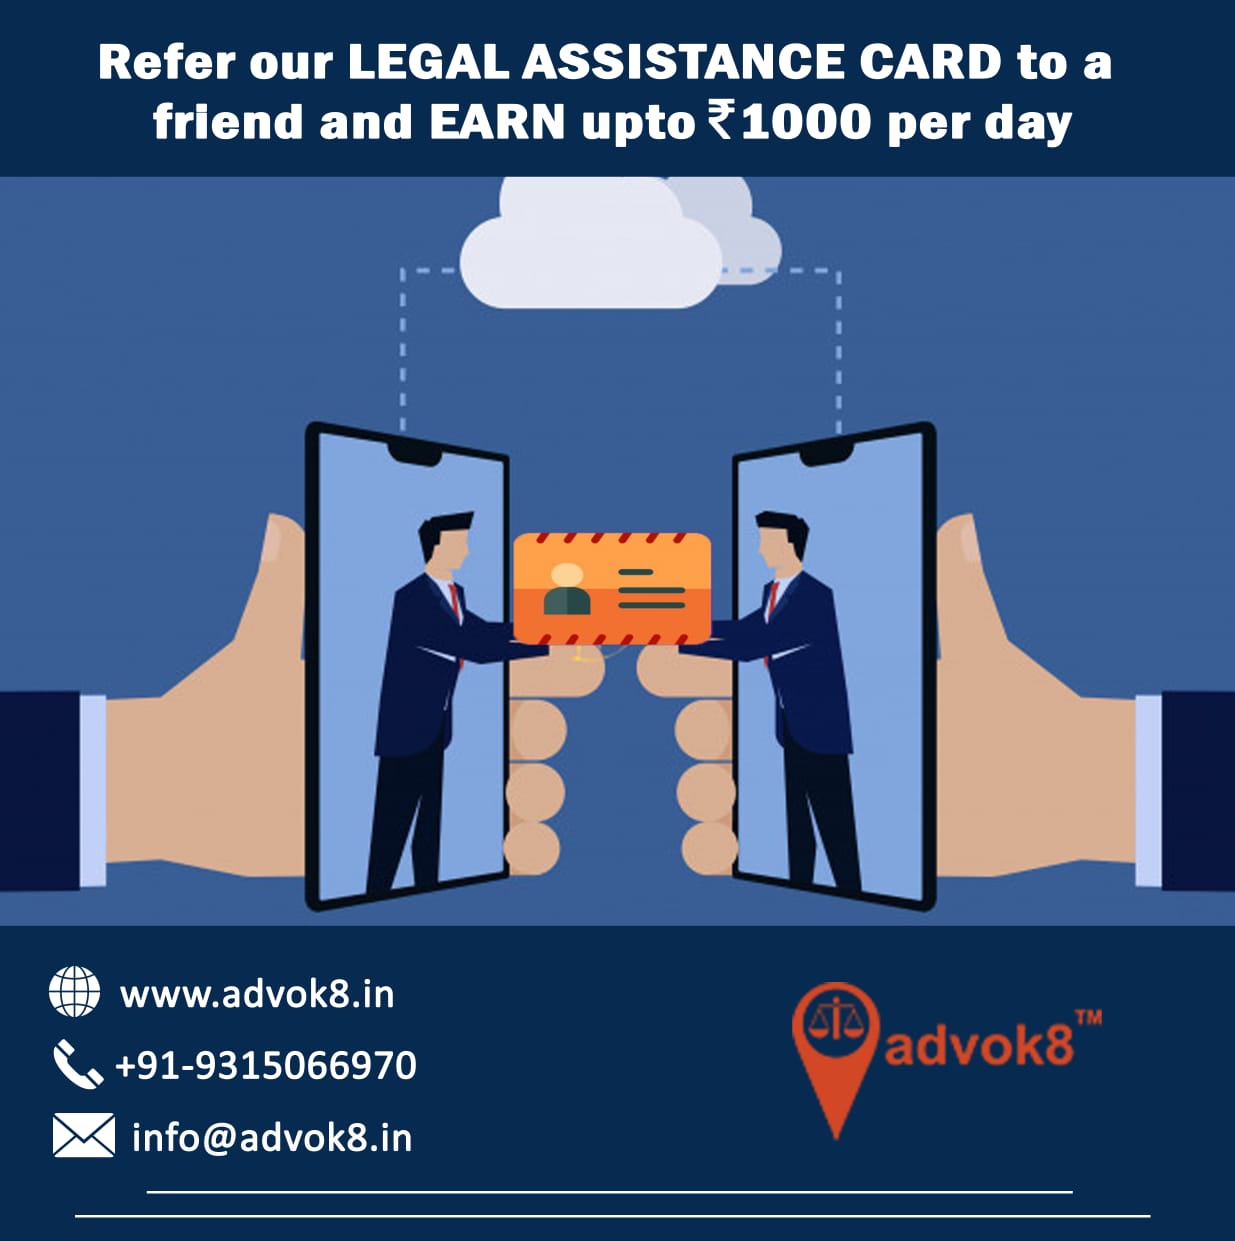 Refer our LEGAL ASSISTANCE CARD to a
friend and EARN upto ₹1000 per day
www.advok8.in
+91-9315066970
info@advok8.in
advok8™